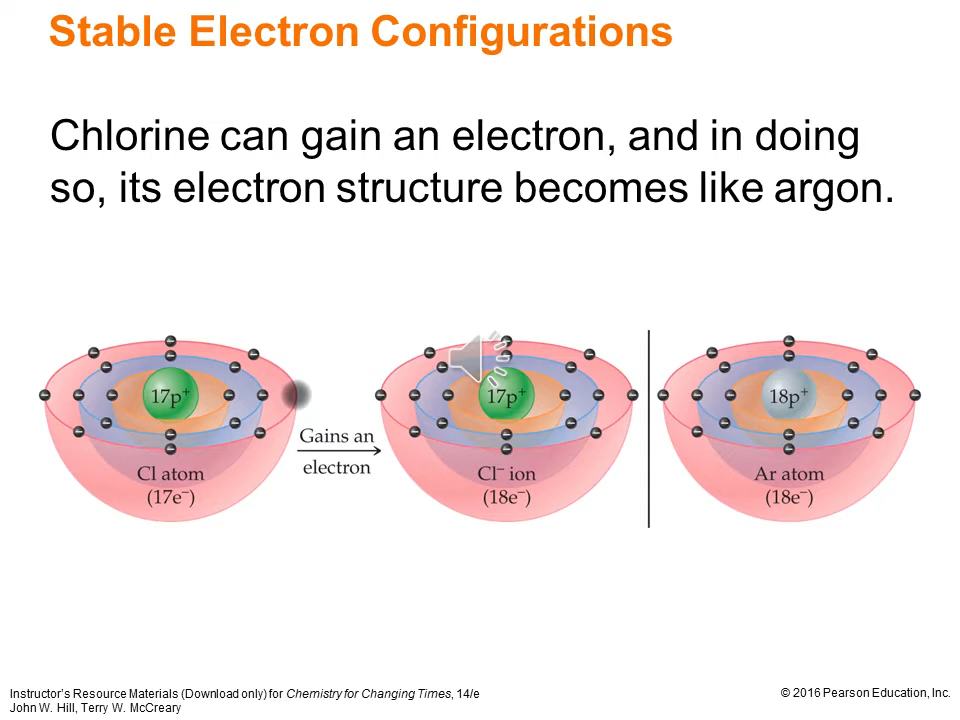 Stable Electron Configurations
Chlorine can gain an electron, and in doing
so, its electron structure becomes like argon.
17p⁺
Cl atom
(17e⁻)
Gains an
electron
17p⁺
Cl⁻ ion
(18e⁻)
18p⁺
Ar atom
(18e⁻)
Instructor’s Resource Materials (Download only) for Chemistry for Changing Times, 14/e
John W. Hill, Terry W. McCreary
© 2016 Pearson Education, Inc.